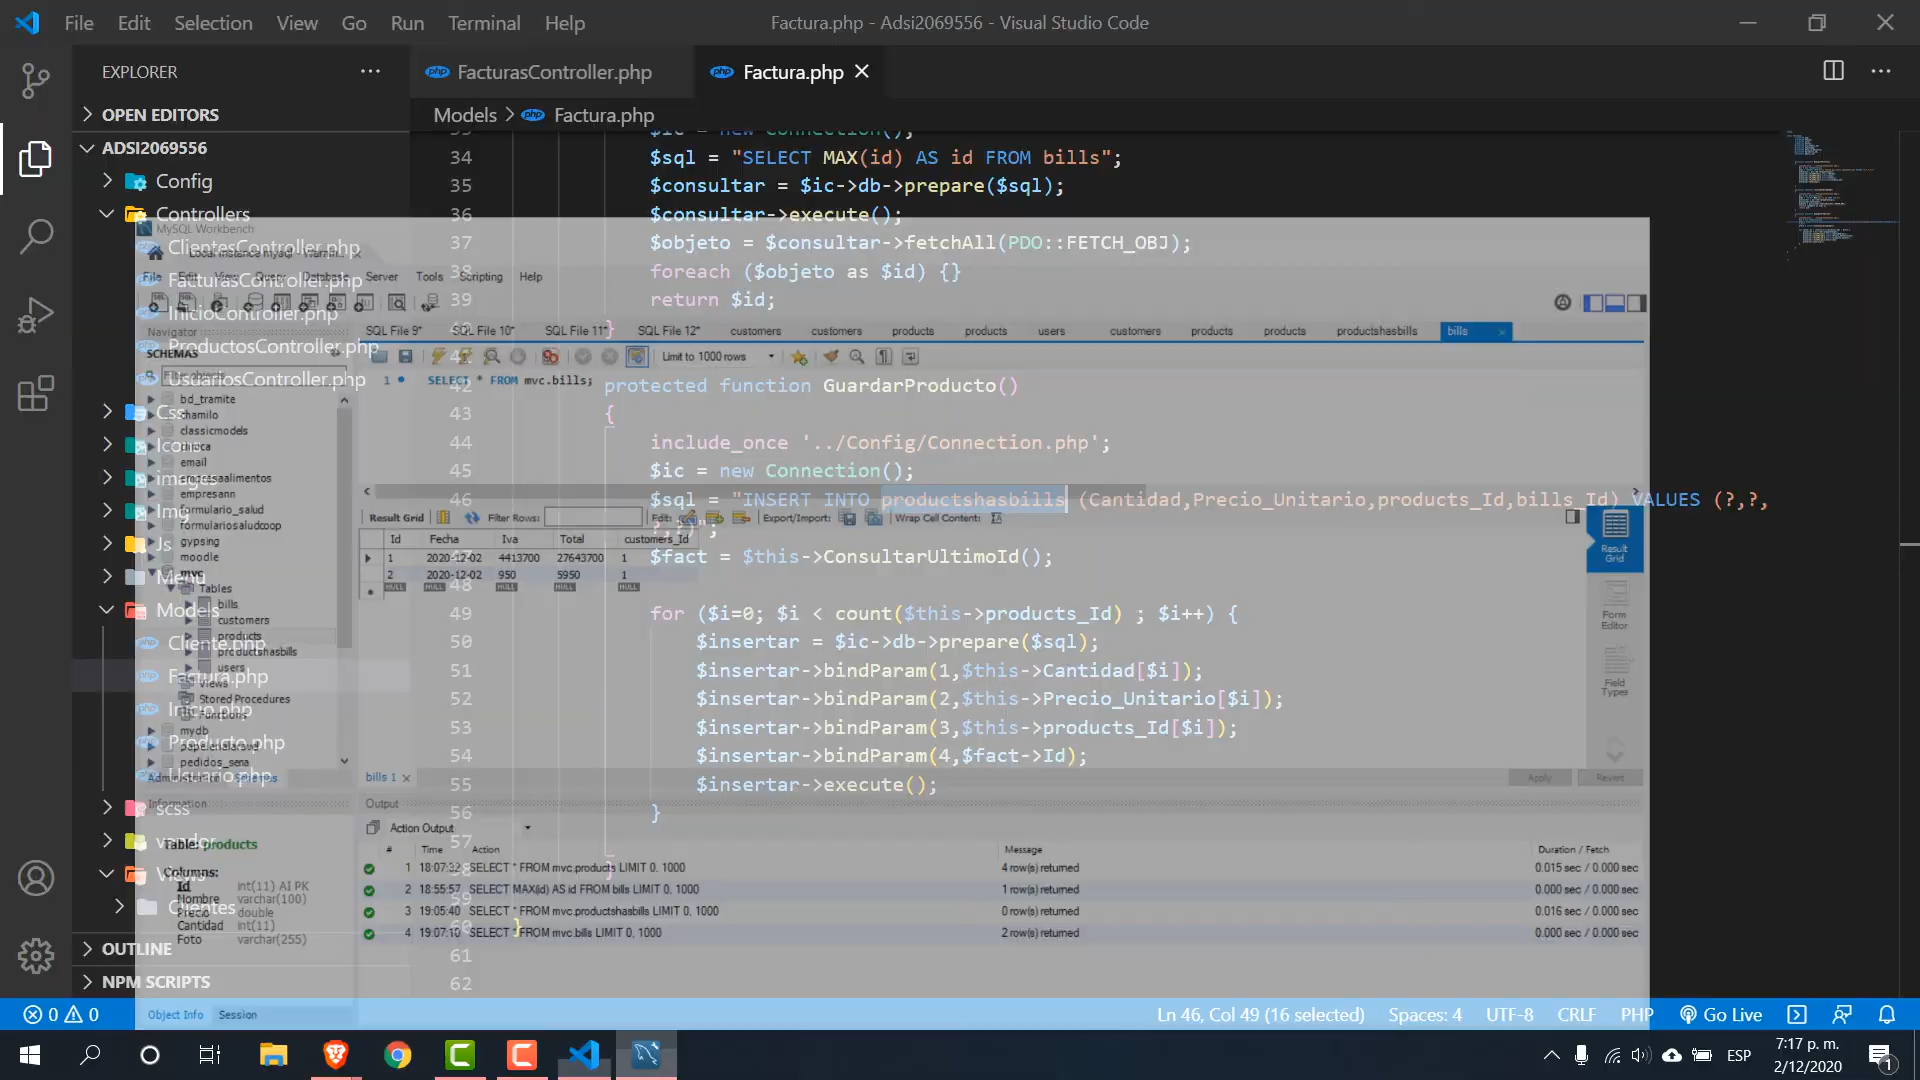 File Edit Selection View Go Run Terminal Help
Factura.php - Adsi2069556 - Visual Studio Code
EXPLORER
OPEN EDITORS
ADSI2069556
Config
Controllers
ClientesController.php
FacturasController.php
InicioController.php
ProductosController.php
UsuariosController.php
Css
Icons
images
Img
Js
Menu
Models
Cliente.php
Factura.php
Inicio.php
Producto.php
Usuario.php
scss
vendor
Views
Clientes
OUTLINE
NPM SCRIPTS
FacturasController.php
Factura.php
Models > Factura.php
$ic = new Connection();
34 $sql = "SELECT MAX(id) AS id FROM bills";
35 $consultar = $ic->db->prepare($sql);
36 $consultar->execute();
37 $objeto = $consultar->fetchAll(PDO::FETCH_OBJ);
38 foreach ($objeto as $id) {}
39 return $id;
}
42 protected function GuardarProducto()
43 {
44 include_once '../Config/Connection.php';
45 $ic = new Connection();
46 $sql = "INSERT INTO productshasbills (Cantidad,Precio_Unitario,products_Id,bills_Id) VALUES (?,?,
?,?)";
47 $fact = $this->ConsultarUltimoId();
48
49 for ($i=0; $i < count($this->products_Id) ; $i++) {
50 $insertar = $ic->db->prepare($sql);
51 $insertar->bindParam(1,$this->Cantidad[$i]);
52 $insertar->bindParam(2,$this->Precio_Unitario[$i]);
53 $insertar->bindParam(3,$this->products_Id[$i]);
54 $insertar->bindParam(4,$fact->Id);
55 $insertar->execute();
56 }
57
58 }
59
60 }
61
62
MySQL Workbench
File Edit View Query Database Server Tools Scripting Help
SQL File 9* SQL File 10* SQL File 11* SQL File 12* customers customers products products users customers products products productshasbills bills
Navigator
SCHEMAS
Limit to 1000 rows
1 SELECT * FROM mvc.bills;
bd_tramite
chamilo
classicmodels
email
empresaalimentos
empresann
formulario_salud
formulariosaludcoop
gypsing
moodle
mvc
Tables
bills
customers
products
productshasbills
users
Views
Stored Procedures
Functions
mydb
pedidos_sena
Administration Schemas
Information
Table: products
Columns:
Id int(11) AI PK
Nombre varchar(100)
Precio double
Cantidad int(11)
Foto varchar(255)
Object Info Session
Result Grid Filter Rows: Edit: Export/Import: Wrap Cell Content:
Id Fecha Iva Total customers_Id
1 2020-12-02 4413700 27643700 1
2 2020-12-02 950 5950 1
NULL NULL NULL NULL NULL
Result Grid
Form Editor
Field Types
bills 1
Apply Revert
Output
Action Output
# Time Action Message Duration / Fetch
1 18:07:32 SELECT * FROM mvc.products LIMIT 0, 1000 4 row(s) returned 0.015 sec / 0.000 sec
2 18:55:57 SELECT MAX(id) AS id FROM bills LIMIT 0, 1000 1 row(s) returned 0.000 sec / 0.000 sec
3 19:05:40 SELECT * FROM mvc.productshasbills LIMIT 0, 1000 0 row(s) returned 0.016 sec / 0.000 sec
4 19:07:10 SELECT * FROM mvc.bills LIMIT 0, 1000 2 row(s) returned 0.000 sec / 0.000 sec
0 0
Ln 46, Col 49 (16 selected) Spaces: 4 UTF-8 CRLF PHP Go Live
ESP
7:17 p. m.
2/12/2020
1